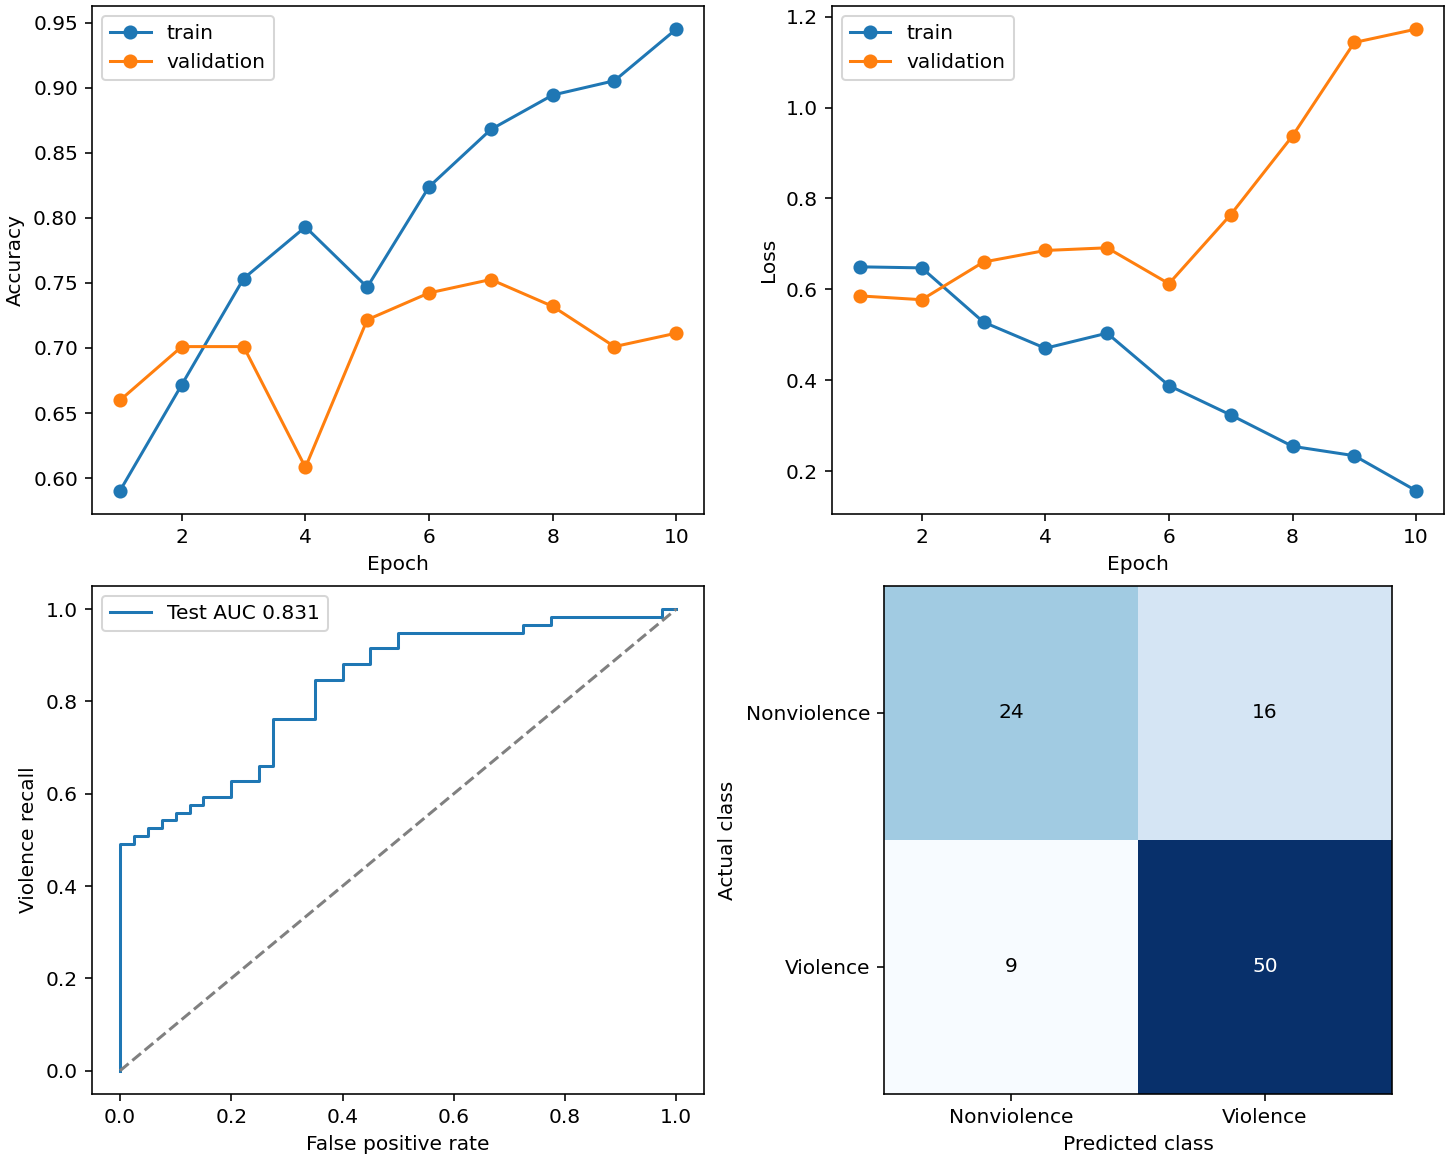 train
validation
0.95
0.90
0.85
0.80
0.75
0.70
0.65
0.60
Accuracy
2
4
6
8
10
Epoch
train
validation
1.2
1.0
0.8
0.6
0.4
0.2
Loss
2
4
6
8
10
Epoch
Test AUC 0.831
1.0
0.8
0.6
0.4
0.2
0.0
Violence recall
0.0
0.2
0.4
0.6
0.8
1.0
False positive rate
Actual class
Nonviolence
24
16
Violence
9
50
Nonviolence
Violence
Predicted class